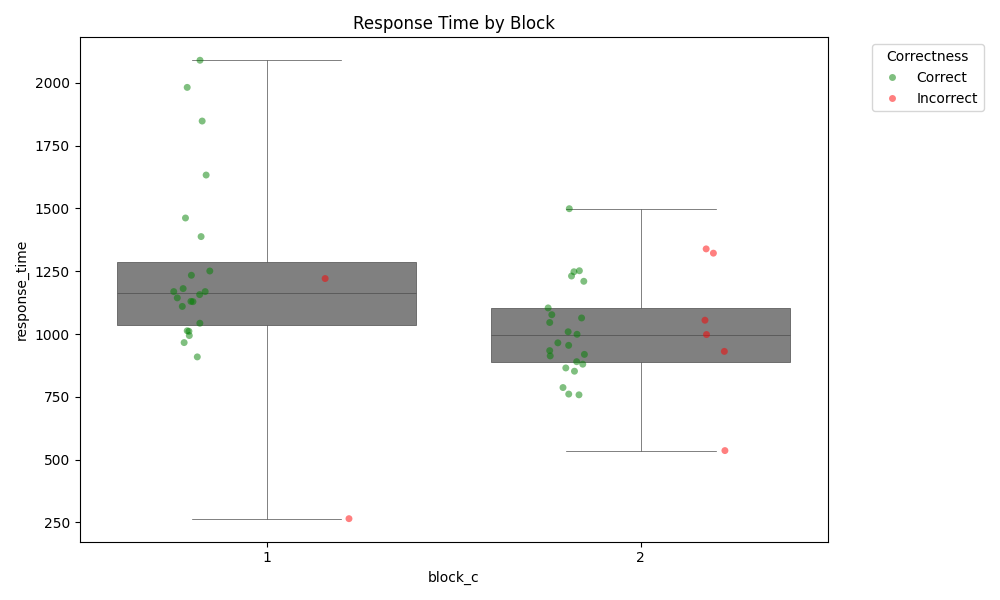 Response Time by Block
Correctness
Correct
Incorrect
response_time
2000
1750
1500
1250
1000
750
500
250
1
2
block_c